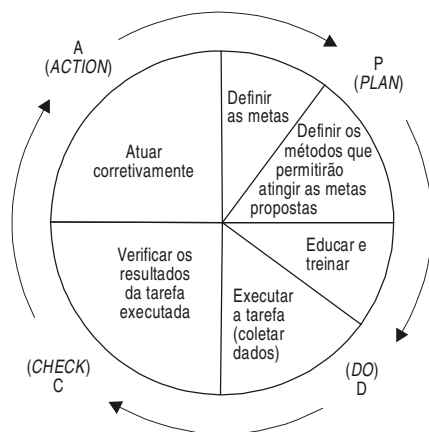 A
(ACTION)
P
(PLAN)
Definir
as metas
Definir os
métodos que
permitirão
atingir as metas
propostas
Atuar
corretivamente
Educar e
treinar
Verificar os
resultados
da tarefa
executada
Executar
a tarefa
(coletar
dados)
(CHECK)
C
(DO)
D